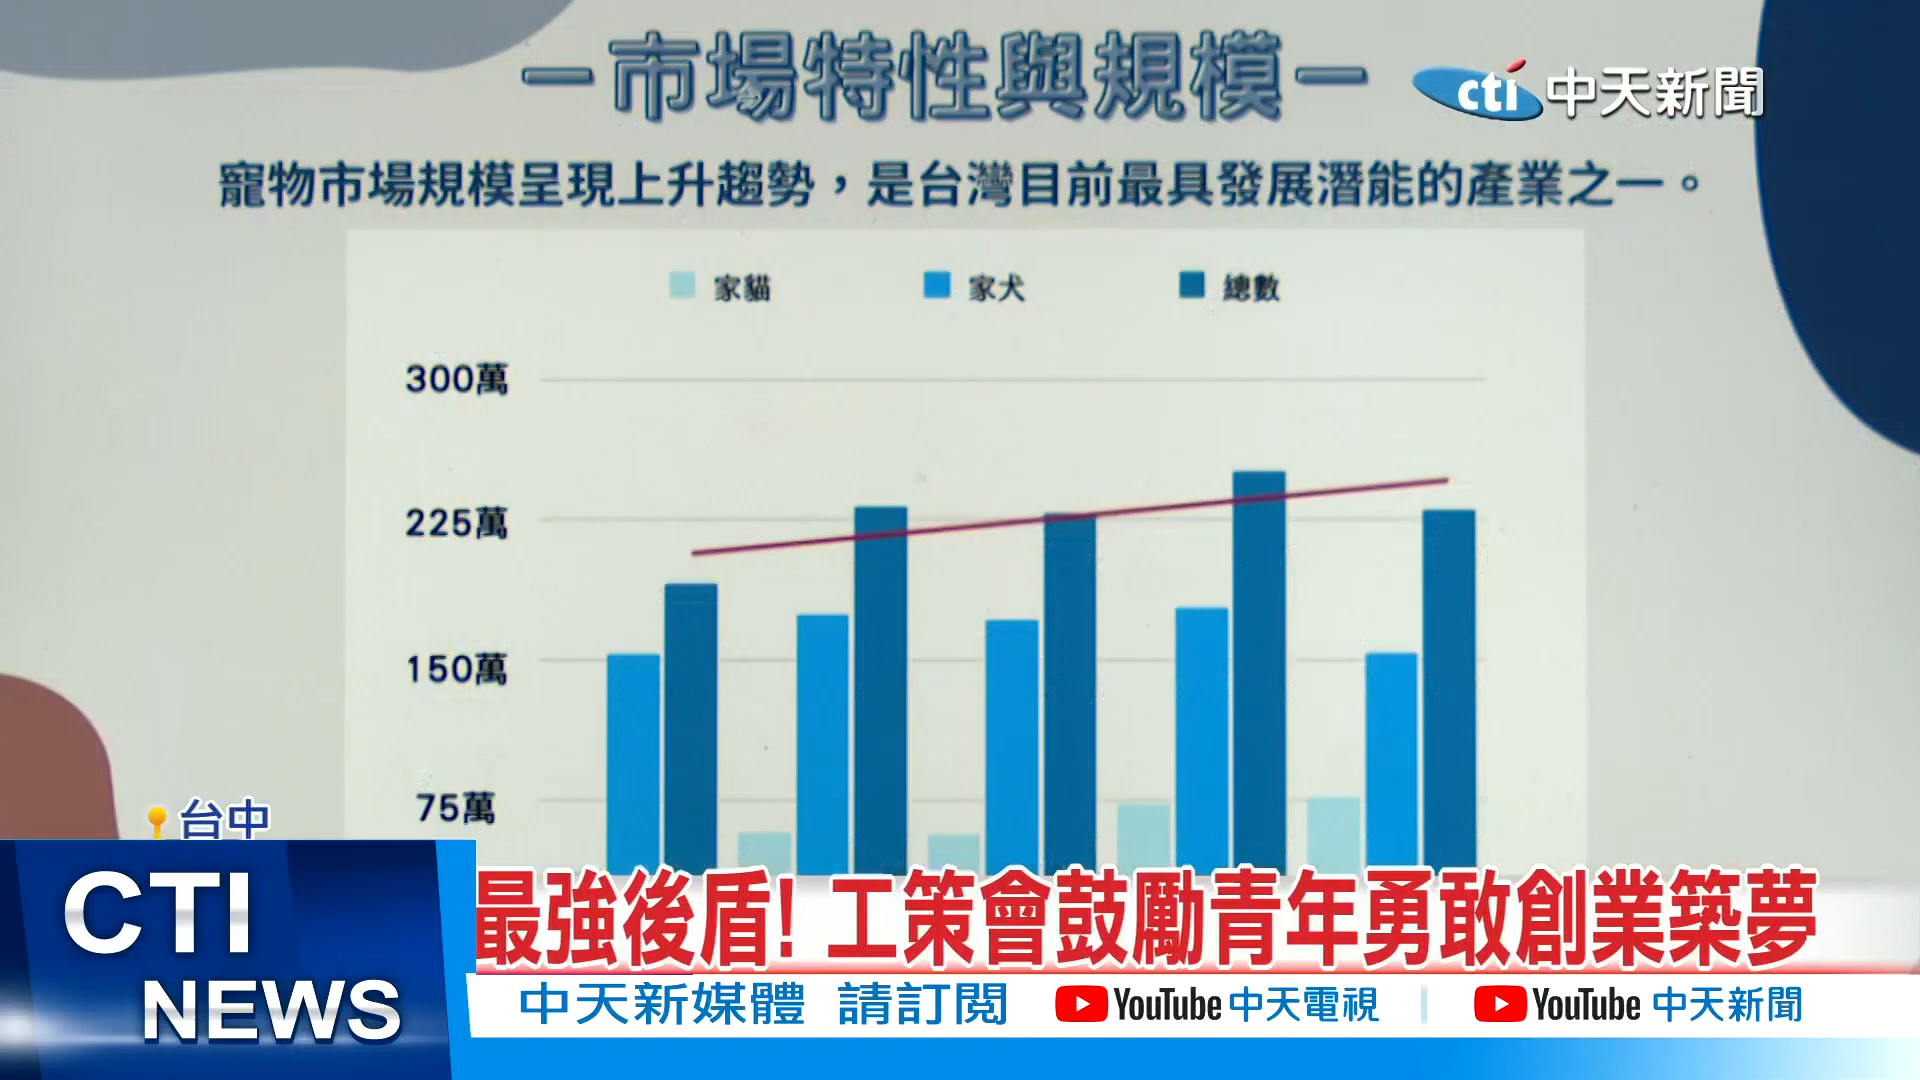 －市場特性與規模－
cti 中天新聞
寵物市場規模呈現上升趨勢，是台灣目前最具發展潛能的產業之一。
家貓 家犬 總數
300萬
225萬
150萬
75萬
台中
CTI NEWS
最強後盾! 工策會鼓勵青年勇敢創業築夢
中天新媒體 請訂閱 YouTube 中天電視 | YouTube 中天新聞